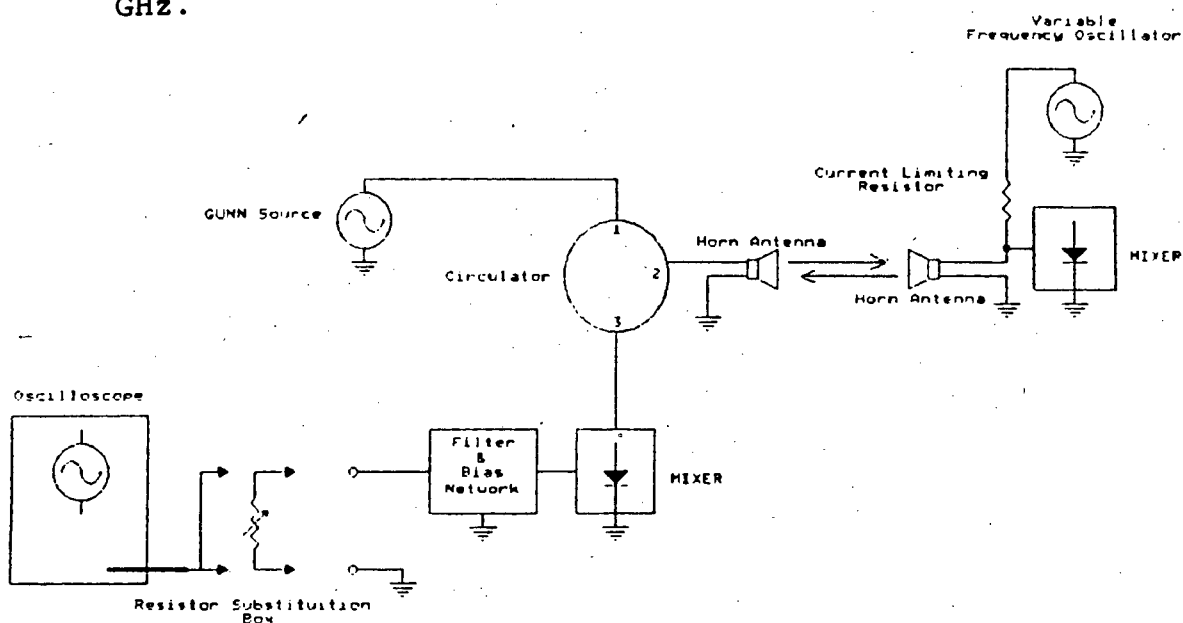 GHz.
Variable
Frequency Oscillator
Current Limiting
Resistor
GUNN Source
1
Horn Antenna
MIXER
Circulator
2
Horn Antenna
3
Oscilloscope
Filter
&
Bias
Network
MIXER
Resistor Substituition
Box